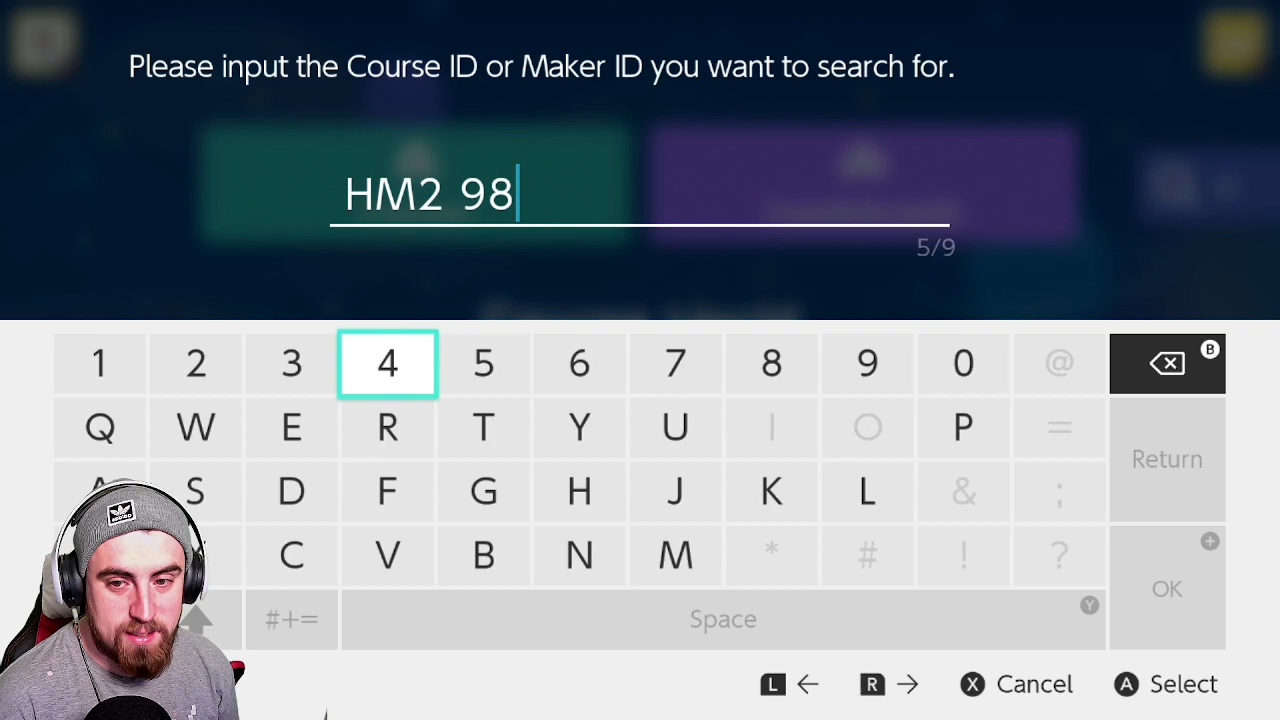 Please input the Course ID or Maker ID you want to search for.
HM2 98
5/9
1 2 3 4 5 6 7 8 9 0 @ B
Q W E R T Y U I O P =
Return
S D F G H J K L & ;
C V B N M * # ! ? +
OK
#+= Space Y
L ← R → X Cancel A Select